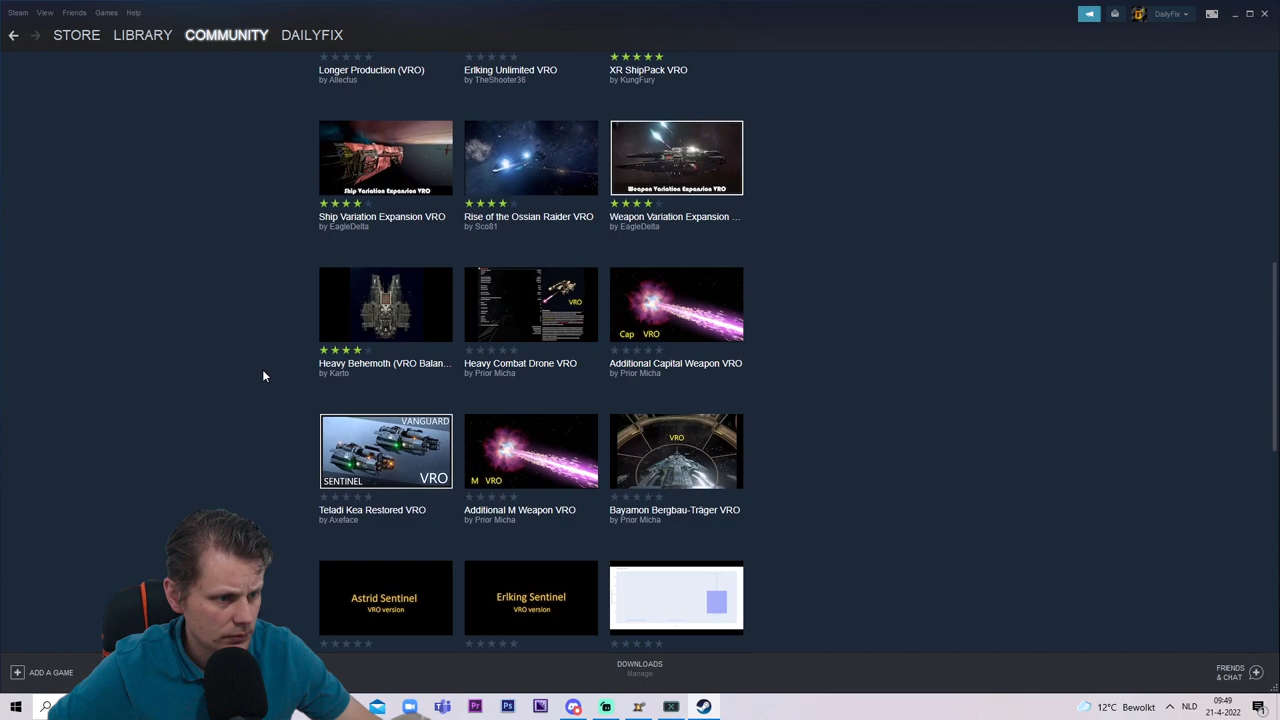 Steam View Friends Games Help
DailyFix
STORE LIBRARY COMMUNITY DAILYFIX
Longer Production (VRO)
by Allectus
Erlking Unlimited VRO
by TheShooter36
XR ShipPack VRO
by KungFury
Ship Variation Expansion VRO
Weapon Variation Expansion VRO
Ship Variation Expansion VRO
by EagleDelta
Rise of the Ossian Raider VRO
by Sco81
Weapon Variation Expansion ...
by EagleDelta
VRO
Cap VRO
Heavy Behemoth (VRO Balan...
by Karto
Heavy Combat Drone VRO
by Prior Micha
Additional Capital Weapon VRO
by Prior Micha
VANGUARD
SENTINEL
VRO
M VRO
VRO
Teladi Kea Restored VRO
by Axeface
Additional M Weapon VRO
by Prior Micha
Bayamon Bergbau-Träger VRO
by Prior Micha
Astrid Sentinel
VRO version
Erlking Sentinel
VRO version
ADD A GAME
DOWNLOADS
Manage
FRIENDS
& CHAT
12°C Bewolkt
NLD
09:49
21-4-2022